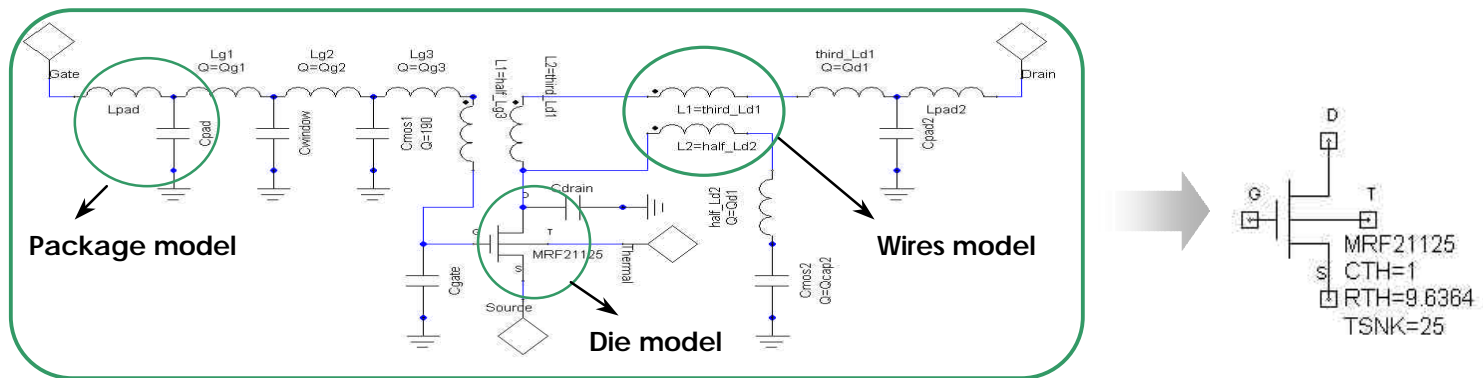 Gate
Lpad
Cpad
Lg1
Q=Qg1
Lg2
Q=Qg2
Lg3
Q=Qg3
Cwindow
Cmos1
Q=190
L1=half_Lg3
L2=third_Ld1
L1=third_Ld1
L2=half_Ld2
third_Ld1
Q=Qd1
Lpad2
Cpad2
Drain
half_Ld2
Q=Qd1
Cmos2
Q=Qcap2
Cdrain
D
G
T
S
MRF21125
Thermal
Cgate
Source
Package model
Die model
Wires model
D
G
T
S
MRF21125
CTH=1
RTH=9.6364
TSNK=25